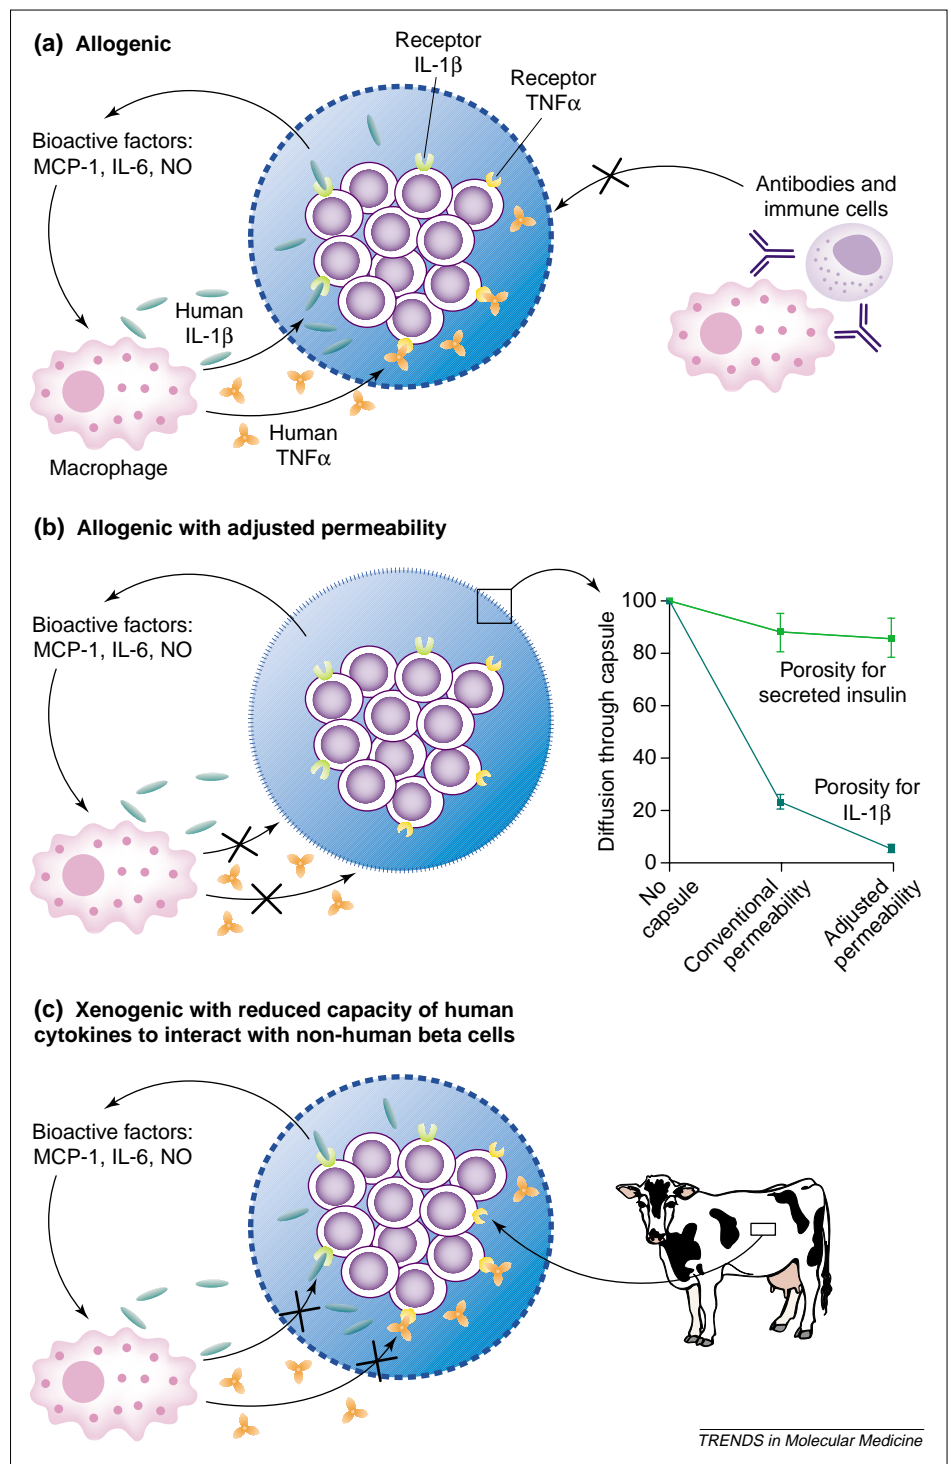 (a) Allogenic
Receptor
IL-1β
Receptor
TNFα
Bioactive factors:
MCP-1, IL-6, NO
Antibodies and
immune cells
Human
IL-1β
Human
TNFα
Macrophage
(b) Allogenic with adjusted permeability
Bioactive factors:
MCP-1, IL-6, NO
Diffusion through capsule
100
80
60
40
20
0
Porosity for
secreted insulin
Porosity for
IL-1β
No
capsule
Conventional
permeability
Adjusted
permeability
(c) Xenogenic with reduced capacity of human
cytokines to interact with non-human beta cells
Bioactive factors:
MCP-1, IL-6, NO
TRENDS in Molecular Medicine